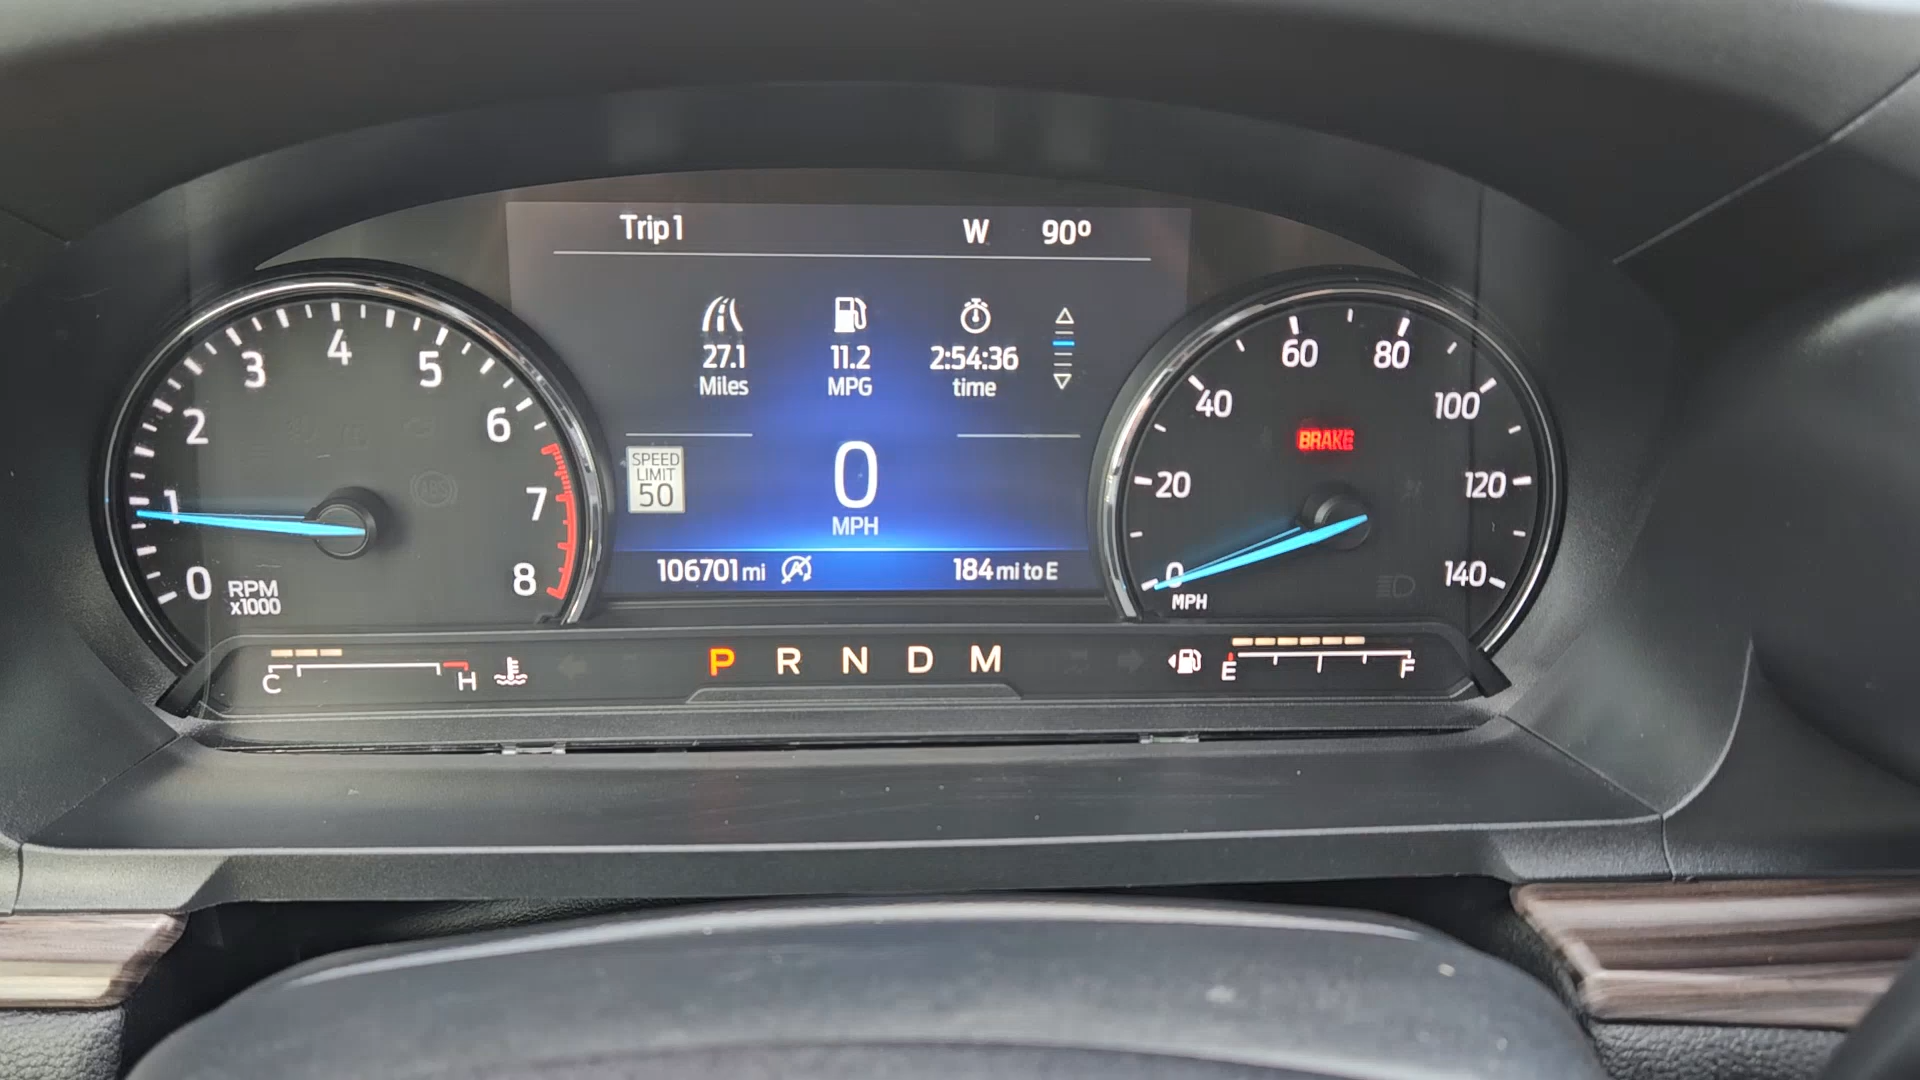 Trip 1 W 90º
27.1 11.2 2:54:36
Miles MPG time
SPEED
LIMIT
50
0
MPH
106701 mi 184 mi to E
0 1 2 3 4 5 6 7 8
RPM
x1000
ABS
0 20 40 60 80 100 120 140
MPH
BRAKE
C H
P R N D M
E F